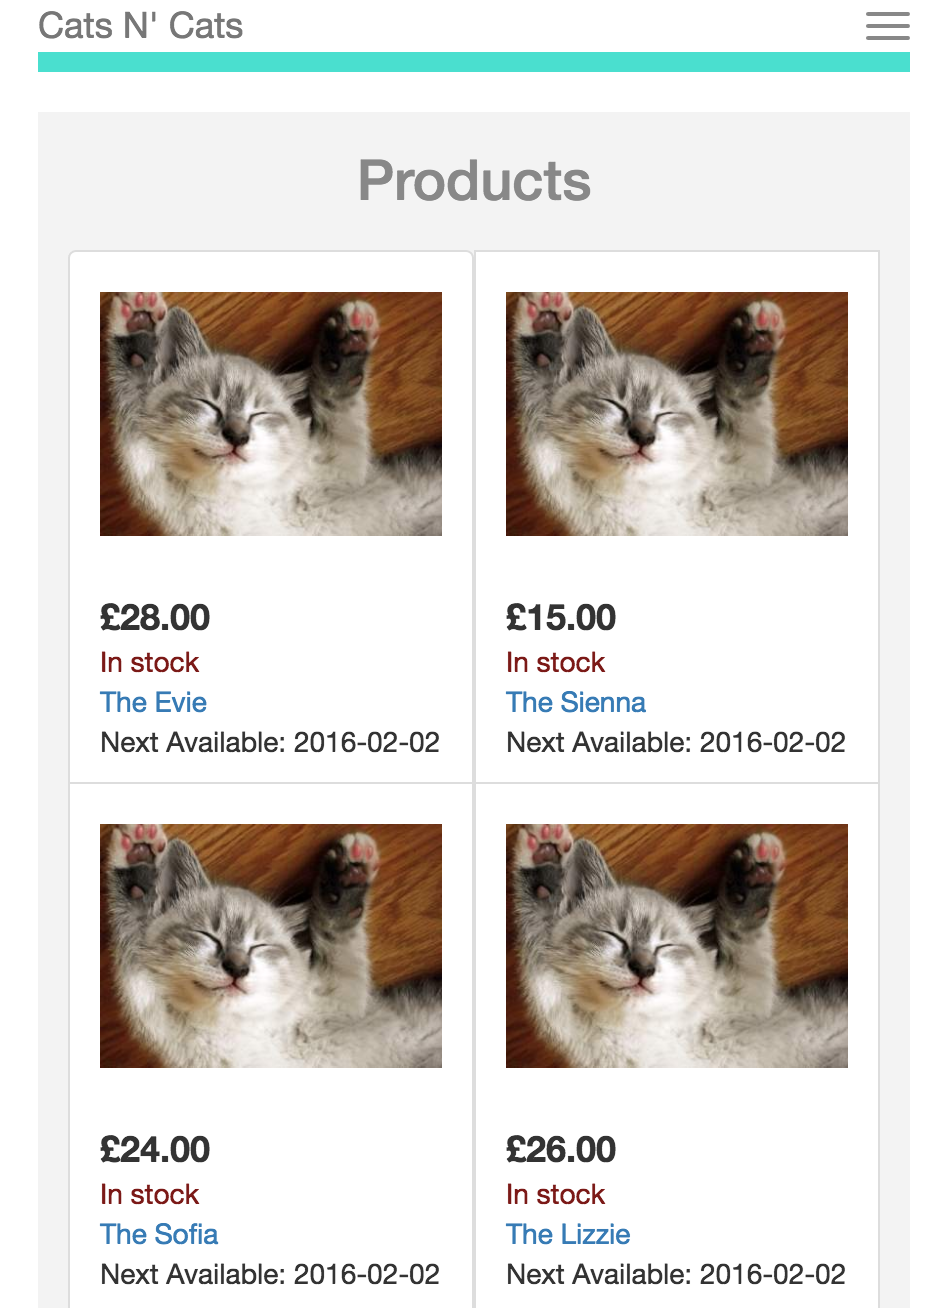 Cats N' Cats
Products
£28.00
In stock
The Evie
Next Available: 2016-02-02
£15.00
In stock
The Sienna
Next Available: 2016-02-02
£24.00
In stock
The Sofia
Next Available: 2016-02-02
£26.00
In stock
The Lizzie
Next Available: 2016-02-02